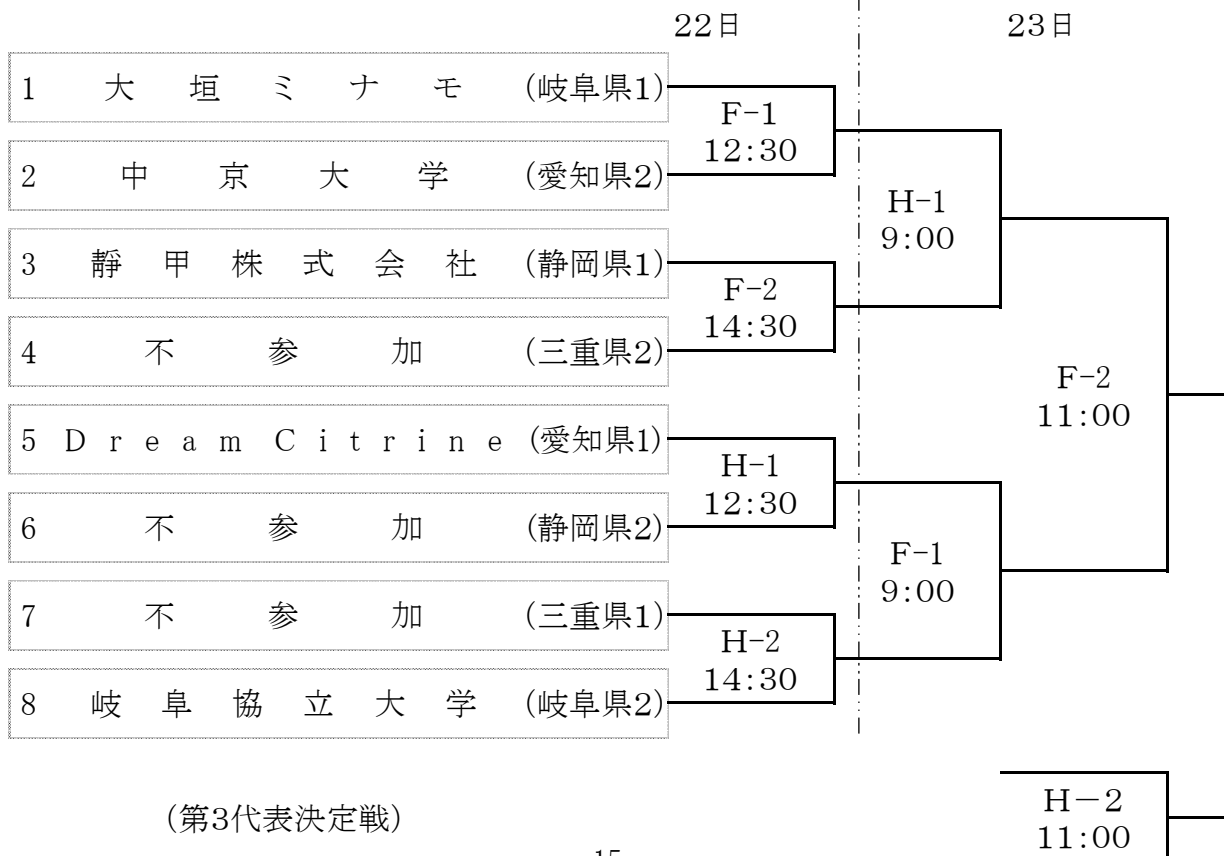 22日 23日
1 大垣ミナモ (岐阜県1)
F-1
12:30
2 中京大学 (愛知県2)
H-1
9:00
3 静甲株式会社 (静岡県1)
F-2
14:30
4 不参加 (三重県2)
F-2
11:00
5 Dream Citrine (愛知県1)
H-1
12:30
6 不参加 (静岡県2)
F-1
9:00
7 不参加 (三重県1)
H-2
14:30
8 岐阜協立大学 (岐阜県2)
(第3代表決定戦)
H-2
11:00